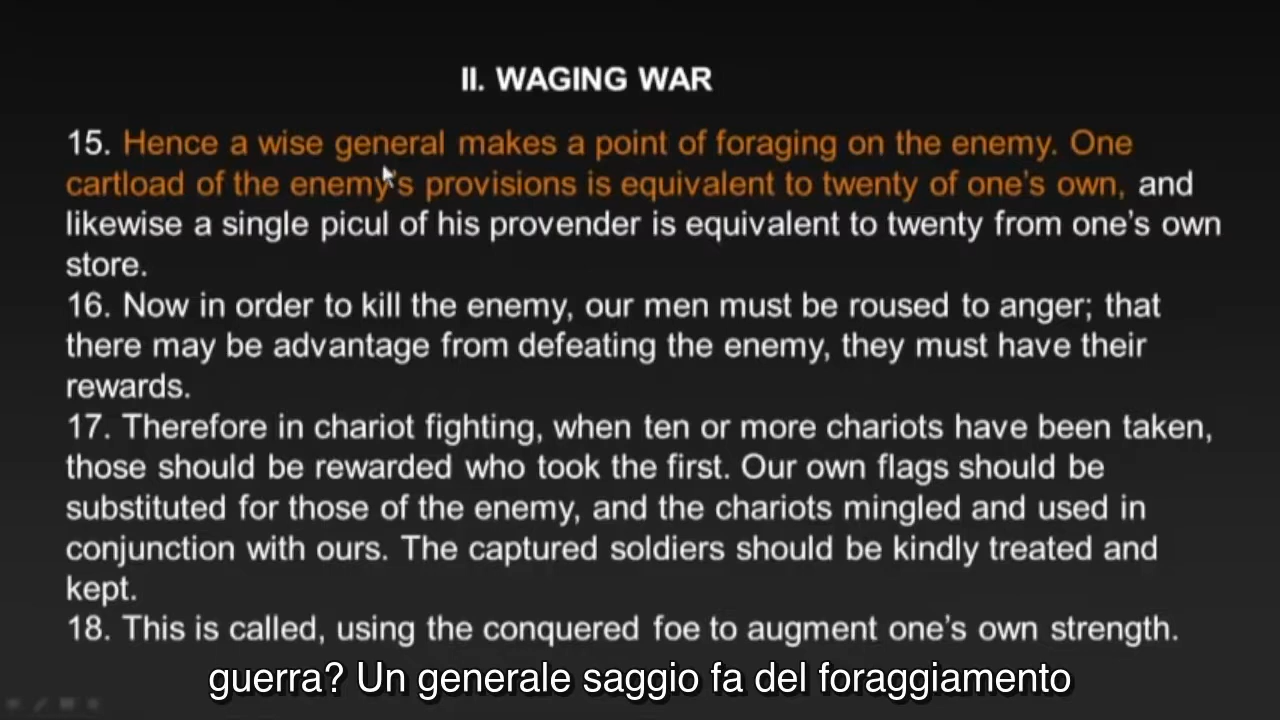 II. WAGING WAR
15. Hence a wise general makes a point of foraging on the enemy. One
cartload of the enemy's provisions is equivalent to twenty of one’s own, and
likewise a single picul of his provender is equivalent to twenty from one’s own
store.
16. Now in order to kill the enemy, our men must be roused to anger; that
there may be advantage from defeating the enemy, they must have their
rewards.
17. Therefore in chariot fighting, when ten or more chariots have been taken,
those should be rewarded who took the first. Our own flags should be
substituted for those of the enemy, and the chariots mingled and used in
conjunction with ours. The captured soldiers should be kindly treated and
kept.
18. This is called, using the conquered foe to augment one’s own strength.
guerra? Un generale saggio fa del foraggiamento